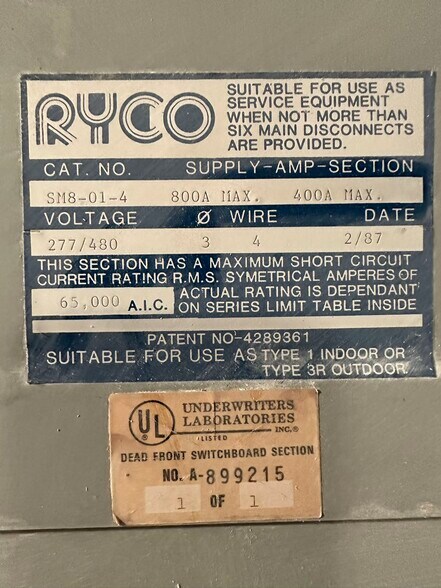 RYCO
SUITABLE FOR USE AS
SERVICE EQUIPMENT
WHEN NOT MORE THAN
SIX MAIN DISCONNECTS
ARE PROVIDED.
CAT. NO. SUPPLY-AMP-SECTION
SM8-01-4 800A MAX. 400A MAX.
VOLTAGE Ø WIRE DATE
277/480 3 4 2/87
THIS SECTION HAS A MAXIMUM SHORT CIRCUIT
CURRENT RATING R.M.S. SYMETRICAL AMPERES OF
65,000 A.I.C. ACTUAL RATING IS DEPENDANT
ON SERIES LIMIT TABLE INSIDE
PATENT NO-4289361
SUITABLE FOR USE AS TYPE 1 INDOOR OR
TYPE 3R OUTDOOR.
UL UNDERWRITERS
LABORATORIES
INC.®
LISTED
DEAD FRONT SWITCHBOARD SECTION
NO. A-899215
1 OF 1